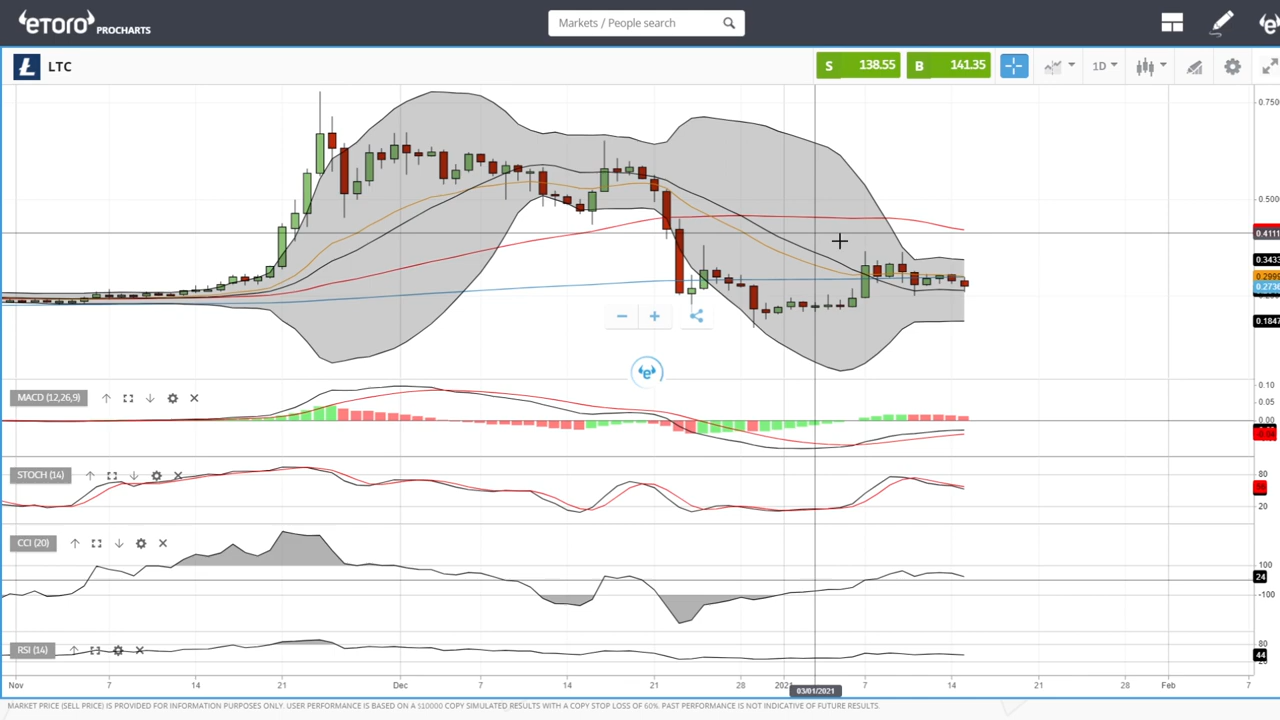 eTORO PROCHARTS
Markets / People search
LTC
S 138.55
B 141.35
1D
0.7500
0.5000
0.4111
0.3433
0.2999
0.2736
0.1847
MACD (12,26,9)
0.10
0.05
0.00
STOCH (14)
80
20
CCI (20)
100
24
-100
RSI (14)
80
44
20
Nov 7 14 21 Dec 7 14 21 28 2021 7 14 21 Feb 7
03/01/2021
MARKET PRICE (SELL PRICE) IS PROVIDED FOR INFORMATION PURPOSES ONLY. USER PERFORMANCE IS BASED ON A $10000 COPY SIMULATED RESULTS WITH A COPY STOP LOSS OF 60%. PAST PERFORMANCE IS NOT INDICATIVE OF FUTURE RESULTS.